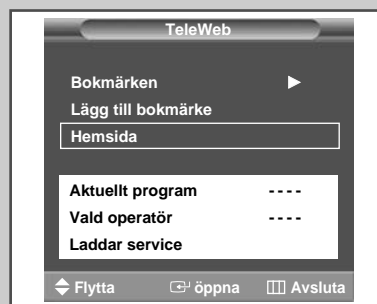 TeleWeb
Bokmärken
Lägg till bokmärke
Hemsida
Aktuellt program - - - -
Vald operatör - - - -
Laddar service
Flytta öppna Avsluta